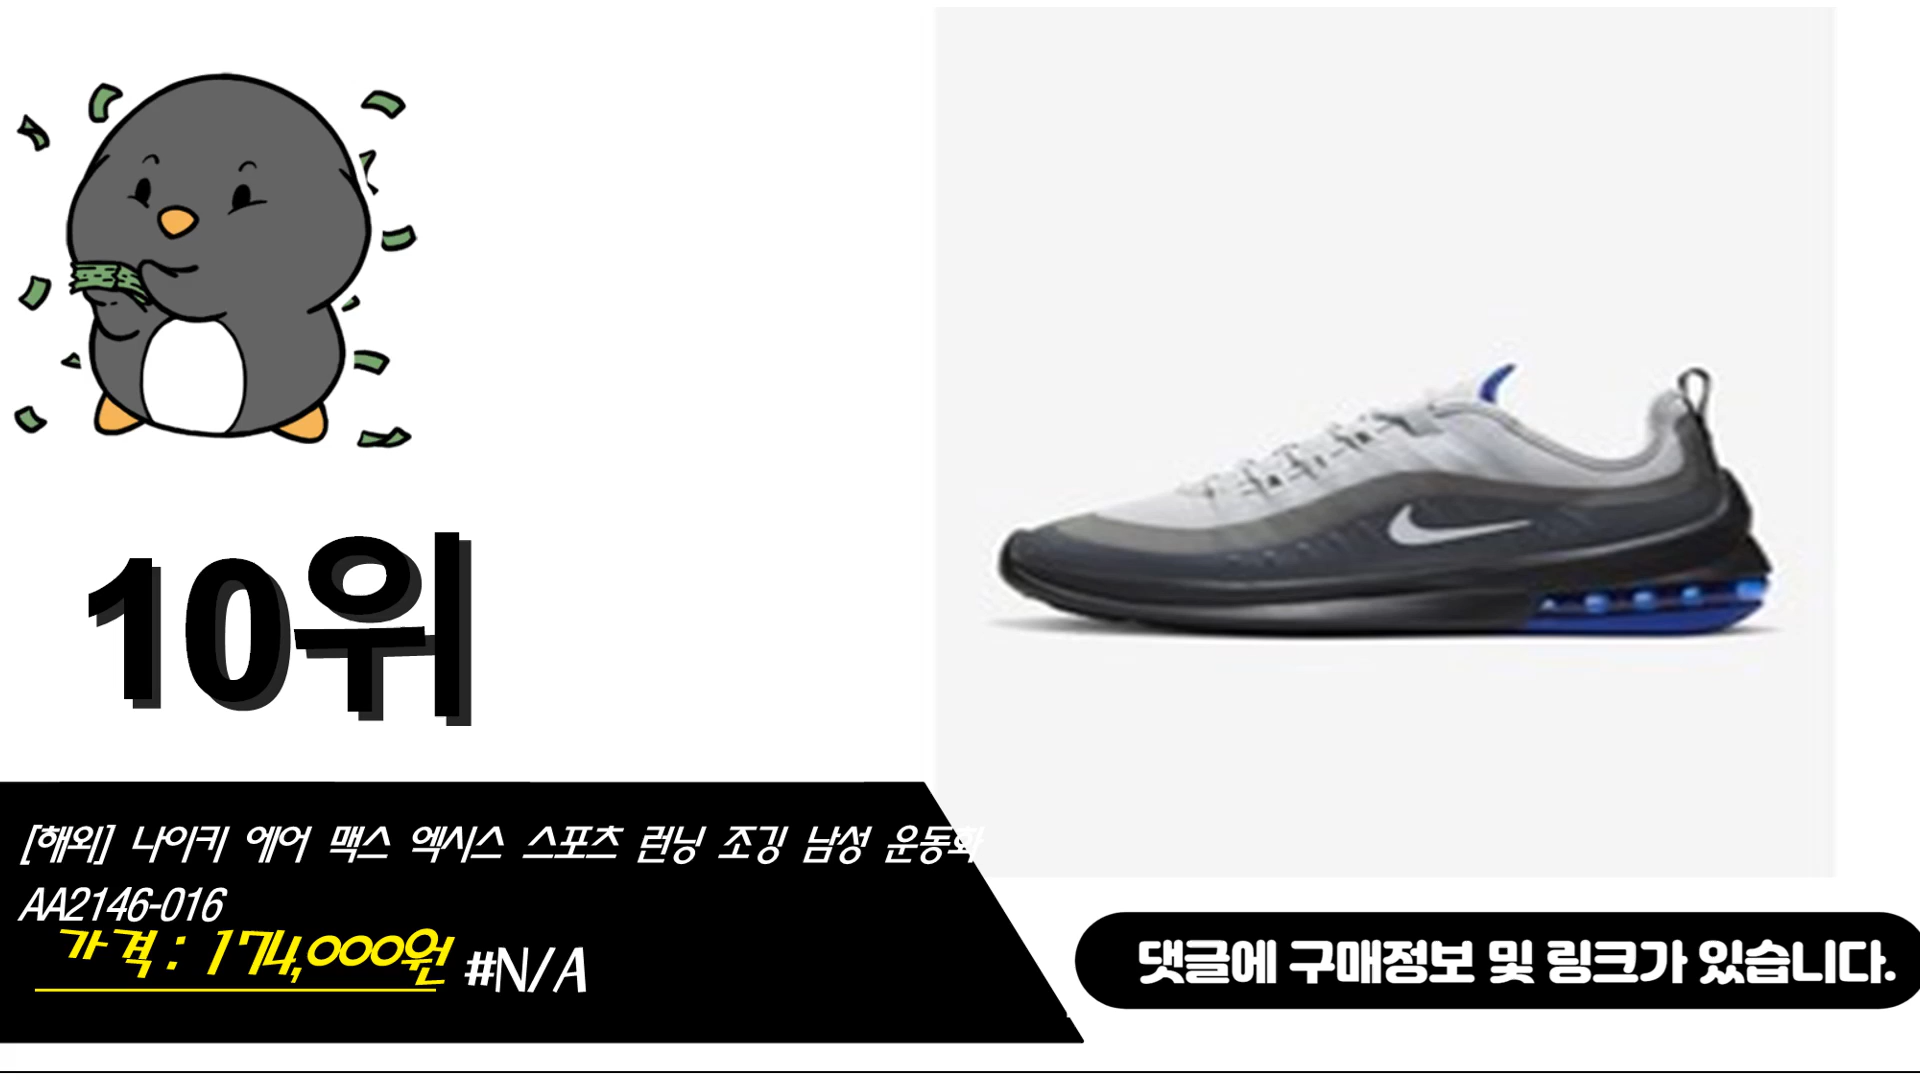 10위
[해외] 나이키 에어 맥스 엑시스 스포츠 런닝 조깅 남성 운동화
AA2146-016
가격 : 174,000원 #N/A
댓글에 구매정보 및 링크가 있습니다.